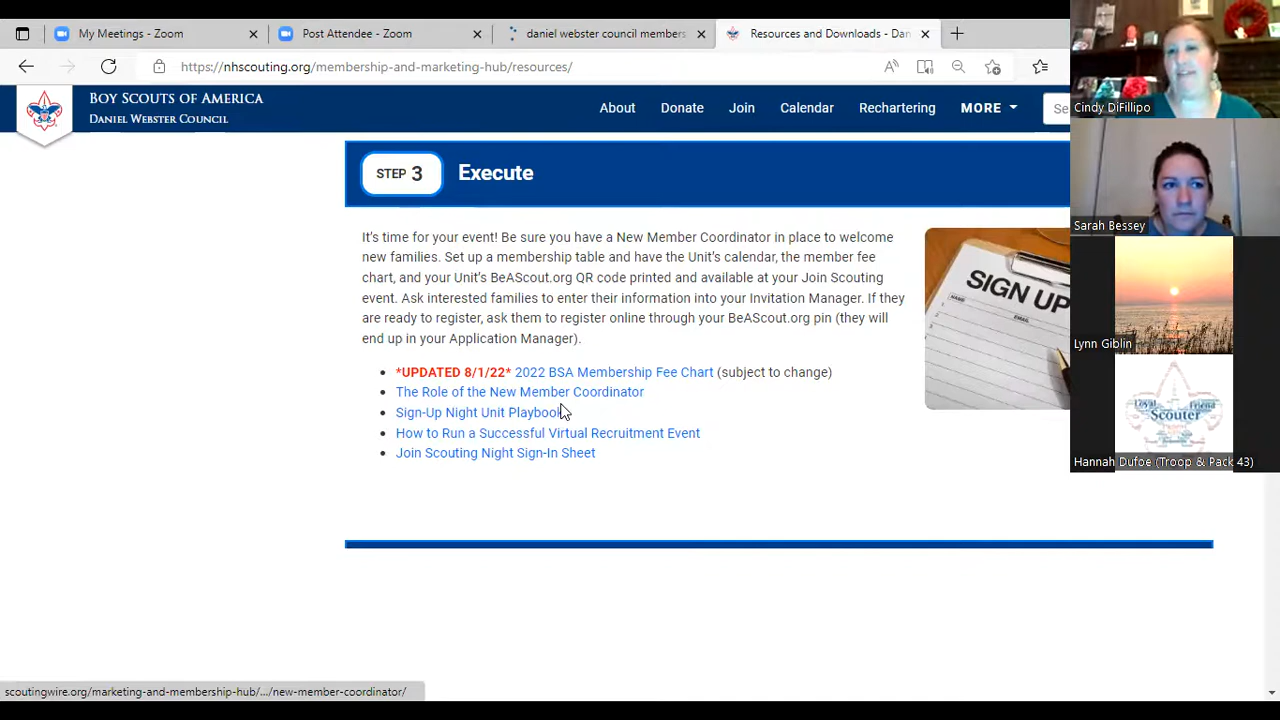 My Meetings - Zoom
Post Attendee - Zoom
daniel webster council members
Resources and Downloads - Dan
https://nhscouting.org/membership-and-marketing-hub/resources/
BOY SCOUTS OF AMERICA
DANIEL WEBSTER COUNCIL
About
Donate
Join
Calendar
Rechartering
MORE
Se
STEP 3
Execute
It's time for your event! Be sure you have a New Member Coordinator in place to welcome
new families. Set up a membership table and have the Unit's calendar, the member fee
chart, and your Unit's BeAScout.org QR code printed and available at your Join Scouting
event. Ask interested families to enter their information into your Invitation Manager. If they
are ready to register, ask them to register online through your BeAScout.org pin (they will
end up in your Application Manager).
SIGN UP
NAME
EMAIL
*UPDATED 8/1/22* 2022 BSA Membership Fee Chart (subject to change)
The Role of the New Member Coordinator
Sign-Up Night Unit Playbook
How to Run a Successful Virtual Recruitment Event
Join Scouting Night Sign-In Sheet
scoutingwire.org/marketing-and-membership-hub/.../new-member-coordinator/
Cindy DiFillipo
Sarah Bessey
Lynn Giblin
Loyal
Friend
Scouter
Hannah Dufoe (Troop & Pack 43)